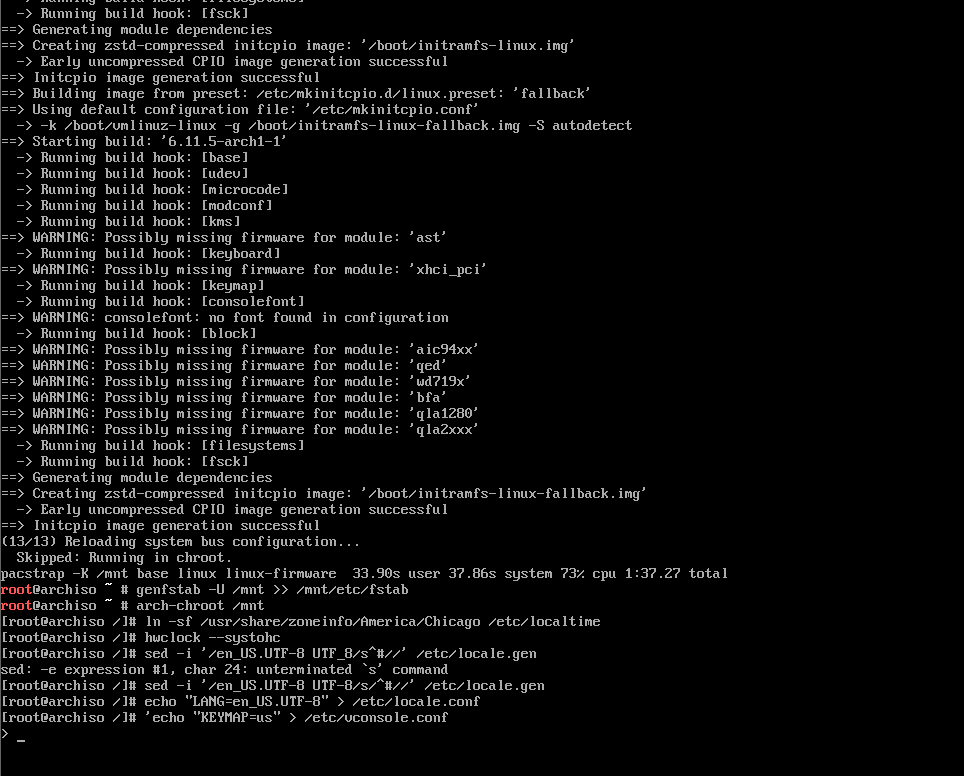 -> Running build hook: [filesystems]
-> Running build hook: [fsck]
==> Generating module dependencies
==> Creating zstd-compressed initcpio image: '/boot/initramfs-linux.img'
-> Early uncompressed CPIO image generation successful
==> Initcpio image generation successful
==> Building image from preset: /etc/mkinitcpio.d/linux.preset: 'fallback'
==> Using default configuration file: '/etc/mkinitcpio.conf'
-> -k /boot/vmlinuz-linux -g /boot/initramfs-linux-fallback.img -S autodetect
==> Starting build: '6.11.5-arch1-1'
-> Running build hook: [base]
-> Running build hook: [udev]
-> Running build hook: [microcode]
-> Running build hook: [modconf]
-> Running build hook: [kms]
==> WARNING: Possibly missing firmware for module: 'ast'
-> Running build hook: [keyboard]
==> WARNING: Possibly missing firmware for module: 'xhci_pci'
-> Running build hook: [keymap]
-> Running build hook: [consolefont]
==> WARNING: consolefont: no font found in configuration
-> Running build hook: [block]
==> WARNING: Possibly missing firmware for module: 'aic94xx'
==> WARNING: Possibly missing firmware for module: 'qed'
==> WARNING: Possibly missing firmware for module: 'wd719x'
==> WARNING: Possibly missing firmware for module: 'bfa'
==> WARNING: Possibly missing firmware for module: 'qla1280'
==> WARNING: Possibly missing firmware for module: 'qla2xxx'
-> Running build hook: [filesystems]
-> Running build hook: [fsck]
==> Generating module dependencies
==> Creating zstd-compressed initcpio image: '/boot/initramfs-linux-fallback.img'
-> Early uncompressed CPIO image generation successful
==> Initcpio image generation successful
(13/13) Reloading system bus configuration...
Skipped: Running in chroot.
pacstrap -K /mnt base linux linux-firmware  33.90s user 37.86s system 73% cpu 1:37.27 total
root@archiso ~ # genfstab -U /mnt >> /mnt/etc/fstab
root@archiso ~ # arch-chroot /mnt
[root@archiso /]# ln -sf /usr/share/zoneinfo/America/Chicago /etc/localtime
[root@archiso /]# hwclock --systohc
[root@archiso /]# sed -i '/en_US.UTF-8 UTF_8/s^#//' /etc/locale.gen
sed: -e expression #1, char 24: unterminated `s' command
[root@archiso /]# sed -i '/en_US.UTF-8 UTF-8/s/^#//' /etc/locale.gen
[root@archiso /]# echo "LANG=en_US.UTF-8" > /etc/locale.conf
[root@archiso /]# 'echo "KEYMAP=us" > /etc/vconsole.conf
> _